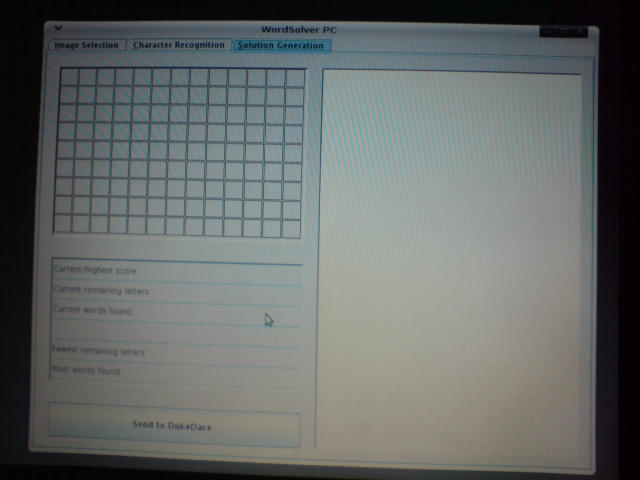 WordSolver PC
Image Selection Character Recognition Solution Generation
Current/highest score:
Current remaining letters:
Current words found:
Fewest remaining letters:
Most words found:
Send to DukeDave